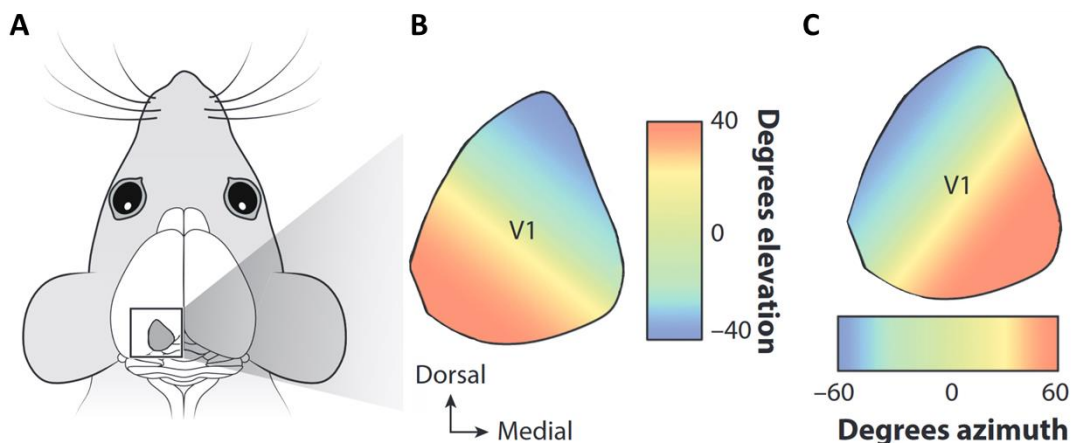 A
B
C
V1
40
0
–40
Degrees elevation
Dorsal
Medial
V1
–60
0
60
Degrees azimuth